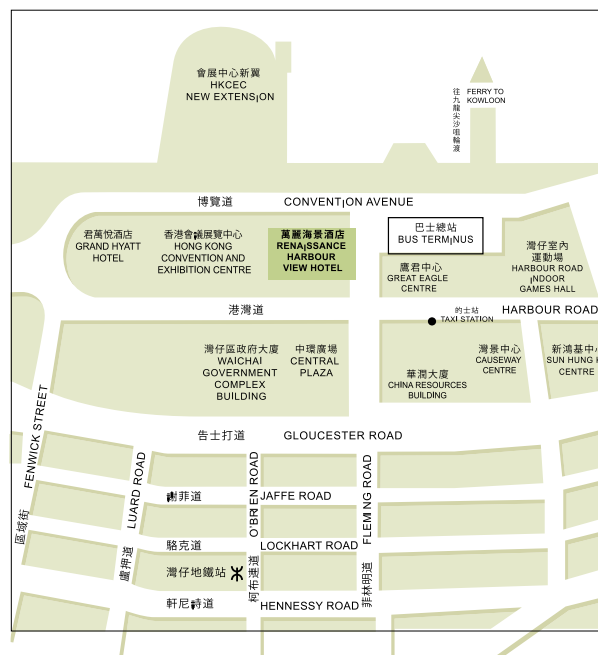 會展中心新翼
HKCEC
NEW EXTENSION
往九龍尖沙咀輪渡
FERRY TO
KOWLOON
博覽道 CONVENTION AVENUE
君萬悅酒店
GRAND HYATT
HOTEL
香港會議展覽中心
HONG KONG
CONVENTION AND
EXHIBITION CENTRE
萬麗海景酒店
RENAISSANCE
HARBOUR
VIEW HOTEL
巴士總站
BUS TERMINUS
鷹君中心
GREAT EAGLE
CENTRE
灣仔室內
運動場
HARBOUR ROAD
INDOOR
GAMES HALL
港灣道
的士站
TAXI STATION
HARBOUR ROAD
灣仔區政府大廈
WAICHAI
GOVERNMENT
COMPLEX
BUILDING
中環廣場
CENTRAL
PLAZA
華潤大廈
CHINA RESOURCES
BUILDING
灣景中心
CAUSEWAY
CENTRE
新鴻基中心
SUN HUNG K
CENTRE
告士打道 GLOUCESTER ROAD
FENWICK STREET
區域街
LUARD ROAD
盧押道
O'BRIEN ROAD
柯布連道
FLEMING ROAD
菲林明道
謝菲道 JAFFE ROAD
駱克道 LOCKHART ROAD
灣仔地鐵站
軒尼詩道 HENNESSY ROAD